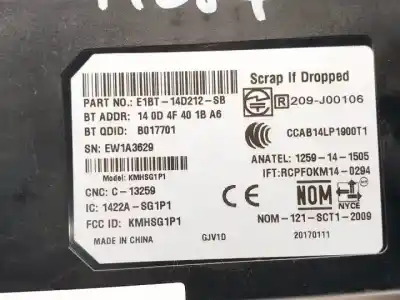 Scrap If Dropped
PART NO.: E1BT-14D212-SB
R 209-J00106
BT ADDR: 14 0D 4F 40 1B A6
BT QDID: B017701
CCAB14LP1900T1
SN: EW1A3629
ANATEL: 1259-14-1505
Model: KMHSG1P1
IFT:RCPFOKM14-0294
CNC: C-13259
CE
NOM
NYCE
IC: 1422A-SG1P1
FCC ID: KMHSG1P1
NOM-121-SCT1-2009
MADE IN CHINA
GJV1D
20170111